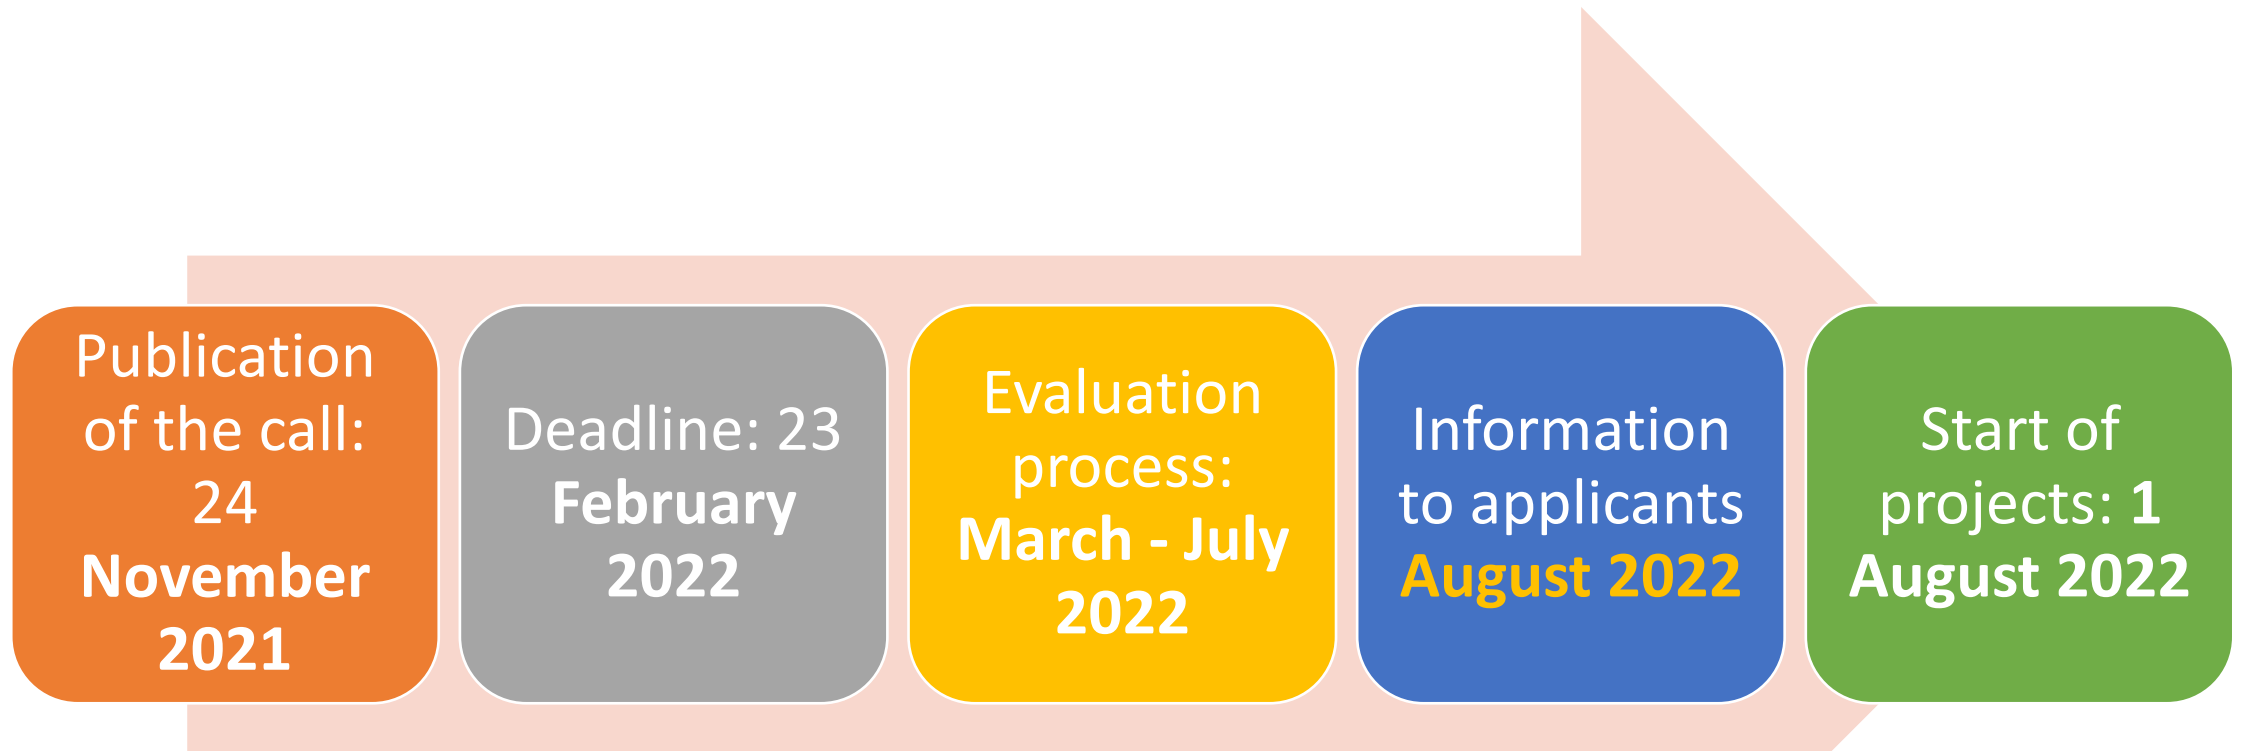 Publication
of the call:
24
November
2021
Deadline: 23
February
2022
Evaluation
process:
March - July
2022
Information
to applicants
August 2022
Start of
projects: 1
August 2022